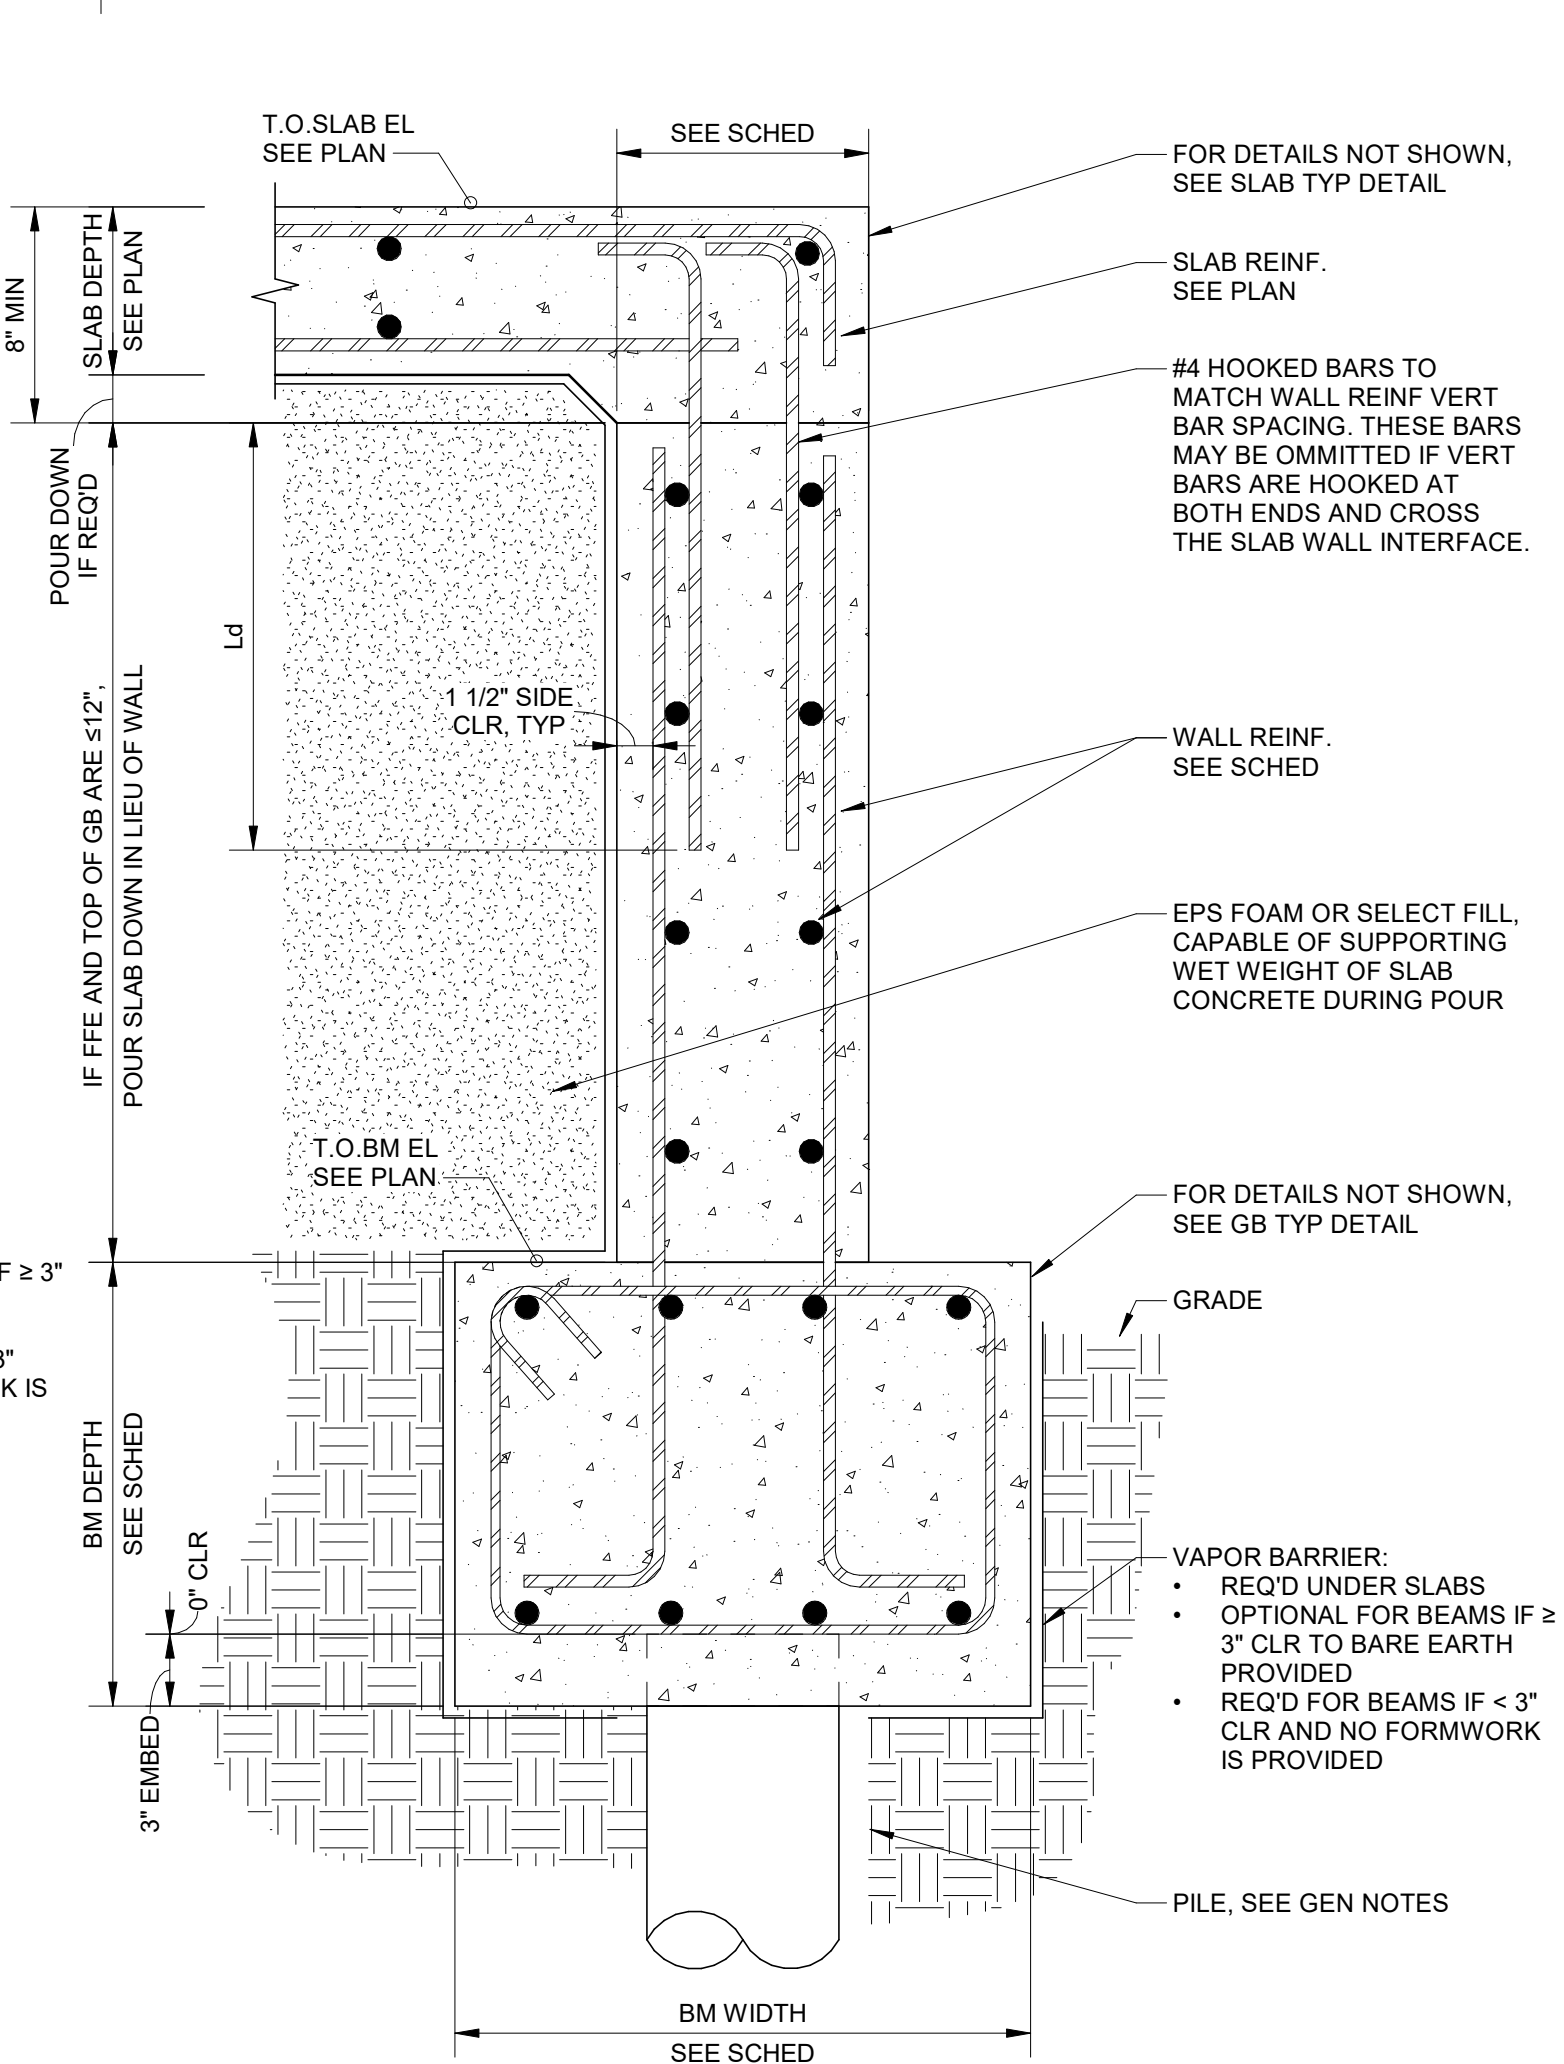 T.O.SLAB EL
SEE PLAN
SEE SCHED
FOR DETAILS NOT SHOWN,
SEE SLAB TYP DETAIL
8" MIN
SLAB DEPTH
SEE PLAN
SLAB REINF.
SEE PLAN
#4 HOOKED BARS TO
MATCH WALL REINF VERT
BAR SPACING. THESE BARS
MAY BE OMMITTED IF VERT
BARS ARE HOOKED AT
BOTH ENDS AND CROSS
THE SLAB WALL INTERFACE.
POUR DOWN
IF REQ'D
Ld
IF FFE AND TOP OF GB ARE ≤12",
POUR SLAB DOWN IN LIEU OF WALL
1 1/2" SIDE
CLR, TYP
WALL REINF.
SEE SCHED
EPS FOAM OR SELECT FILL,
CAPABLE OF SUPPORTING
WET WEIGHT OF SLAB
CONCRETE DURING POUR
T.O.BM EL
SEE PLAN
FOR DETAILS NOT SHOWN,
SEE GB TYP DETAIL
F ≥ 3"
3"
K IS
GRADE
BM DEPTH
SEE SCHED
0" CLR
3" EMBED
VAPOR BARRIER:
• REQ'D UNDER SLABS
• OPTIONAL FOR BEAMS IF ≥
3" CLR TO BARE EARTH
PROVIDED
• REQ'D FOR BEAMS IF < 3"
CLR AND NO FORMWORK
IS PROVIDED
PILE, SEE GEN NOTES
BM WIDTH
SEE SCHED